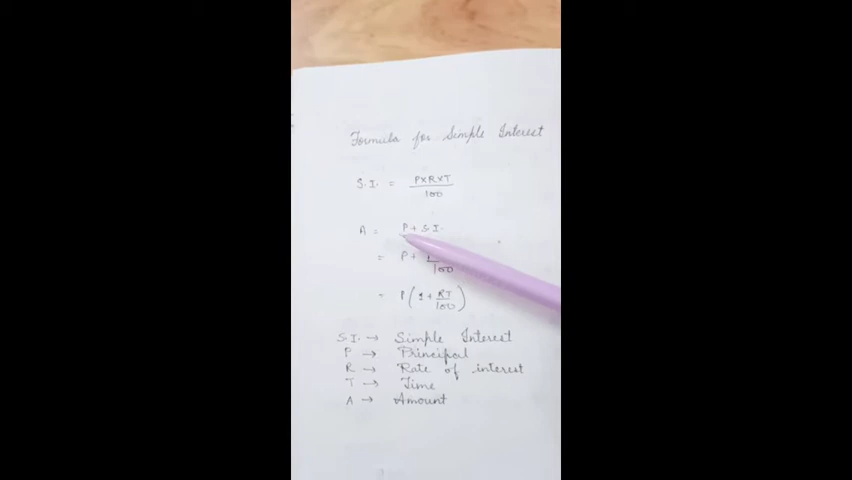 Formula for Simple Interest
S.I. = PXRXT
100
A = P + S.I.
= P +
100
= P(1 + RT/100)
S.I. → Simple Interest
P → Principal
R → Rate of interest
T → Time
A → Amount